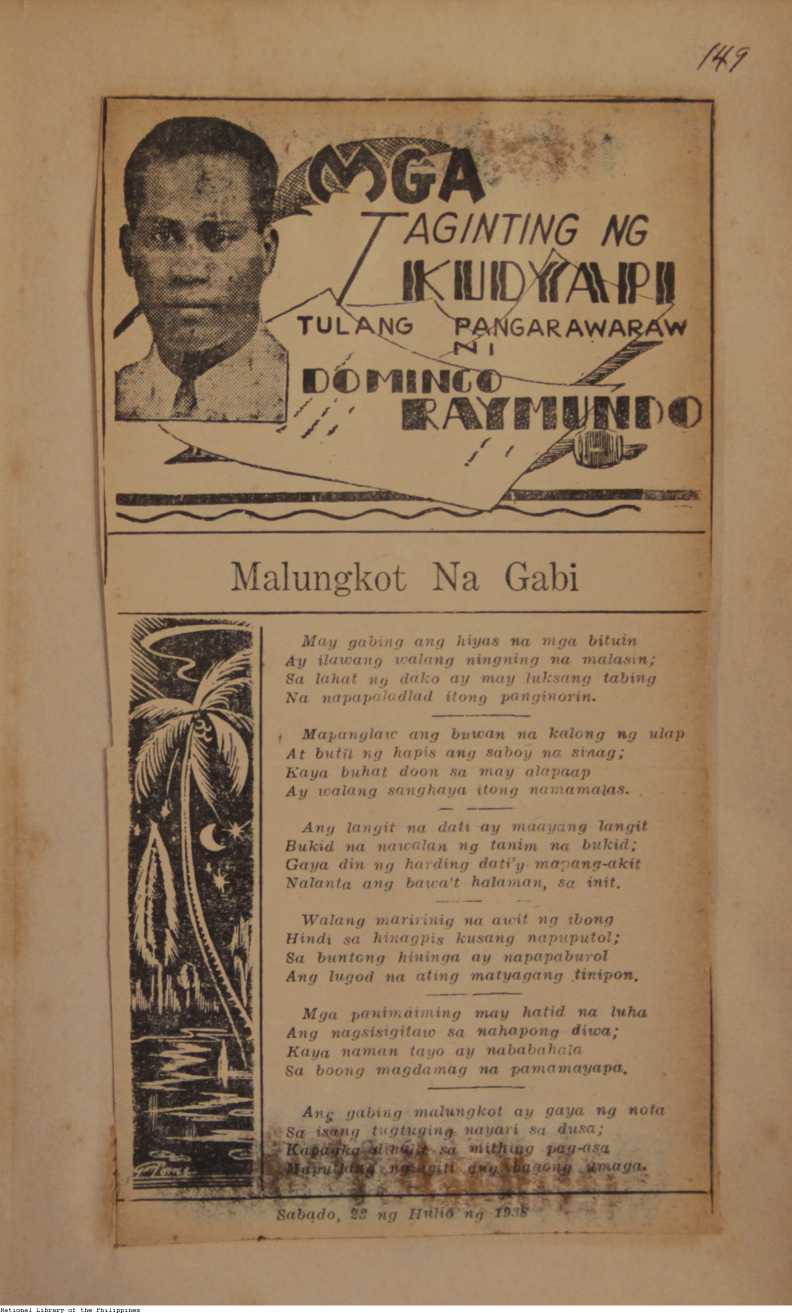 149
MGA
TAGINTING NG
KUDYAPI
TULANG PANGARAWARAW
NI
DOMINGO
RAYMUNDO
Malungkot Na Gabi
May gabing ang hiyas na mga bituin
Ay ilawang walang ningning na malasin;
Sa lahat ng dako ay may luksang tabing
Na napapaladlad itong panginorin.
Mapanglaw ang buwan na kalong ng ulap
At butil ng hapis ang saboy na sinag;
Kaya buhat doon sa may alapaap
Ay walang sanghaya itong namamalas.
Ang langit na dati ay maayang langit
Bukid na nawalan ng tanim na bukid;
Gaya din ng harding dati'y mapang-akit
Nalanta ang bawa't halaman, sa init.
Walang maririnig na awit ng ibong
Hindi sa hinagpis kusang napuputol;
Sa buntong hininga ay napapaburol
Ang lugod na ating matyagang tinipon.
Mga panimdiming may hatid na luha
Ang nagsisigitaw sa nahapong diwa;
Kaya naman tayo ay nababahala
Sa boong magdamag na pamamayapa.
Ang gabing malungkot ay gaya ng nota
Sa isang tugtuging nayari sa dusa;
Kapagka sa mithing pag-asa
ngiti ang bagong umaga.
Sabado, 23 ng Hulio ng 1938
National Library of the Philippines